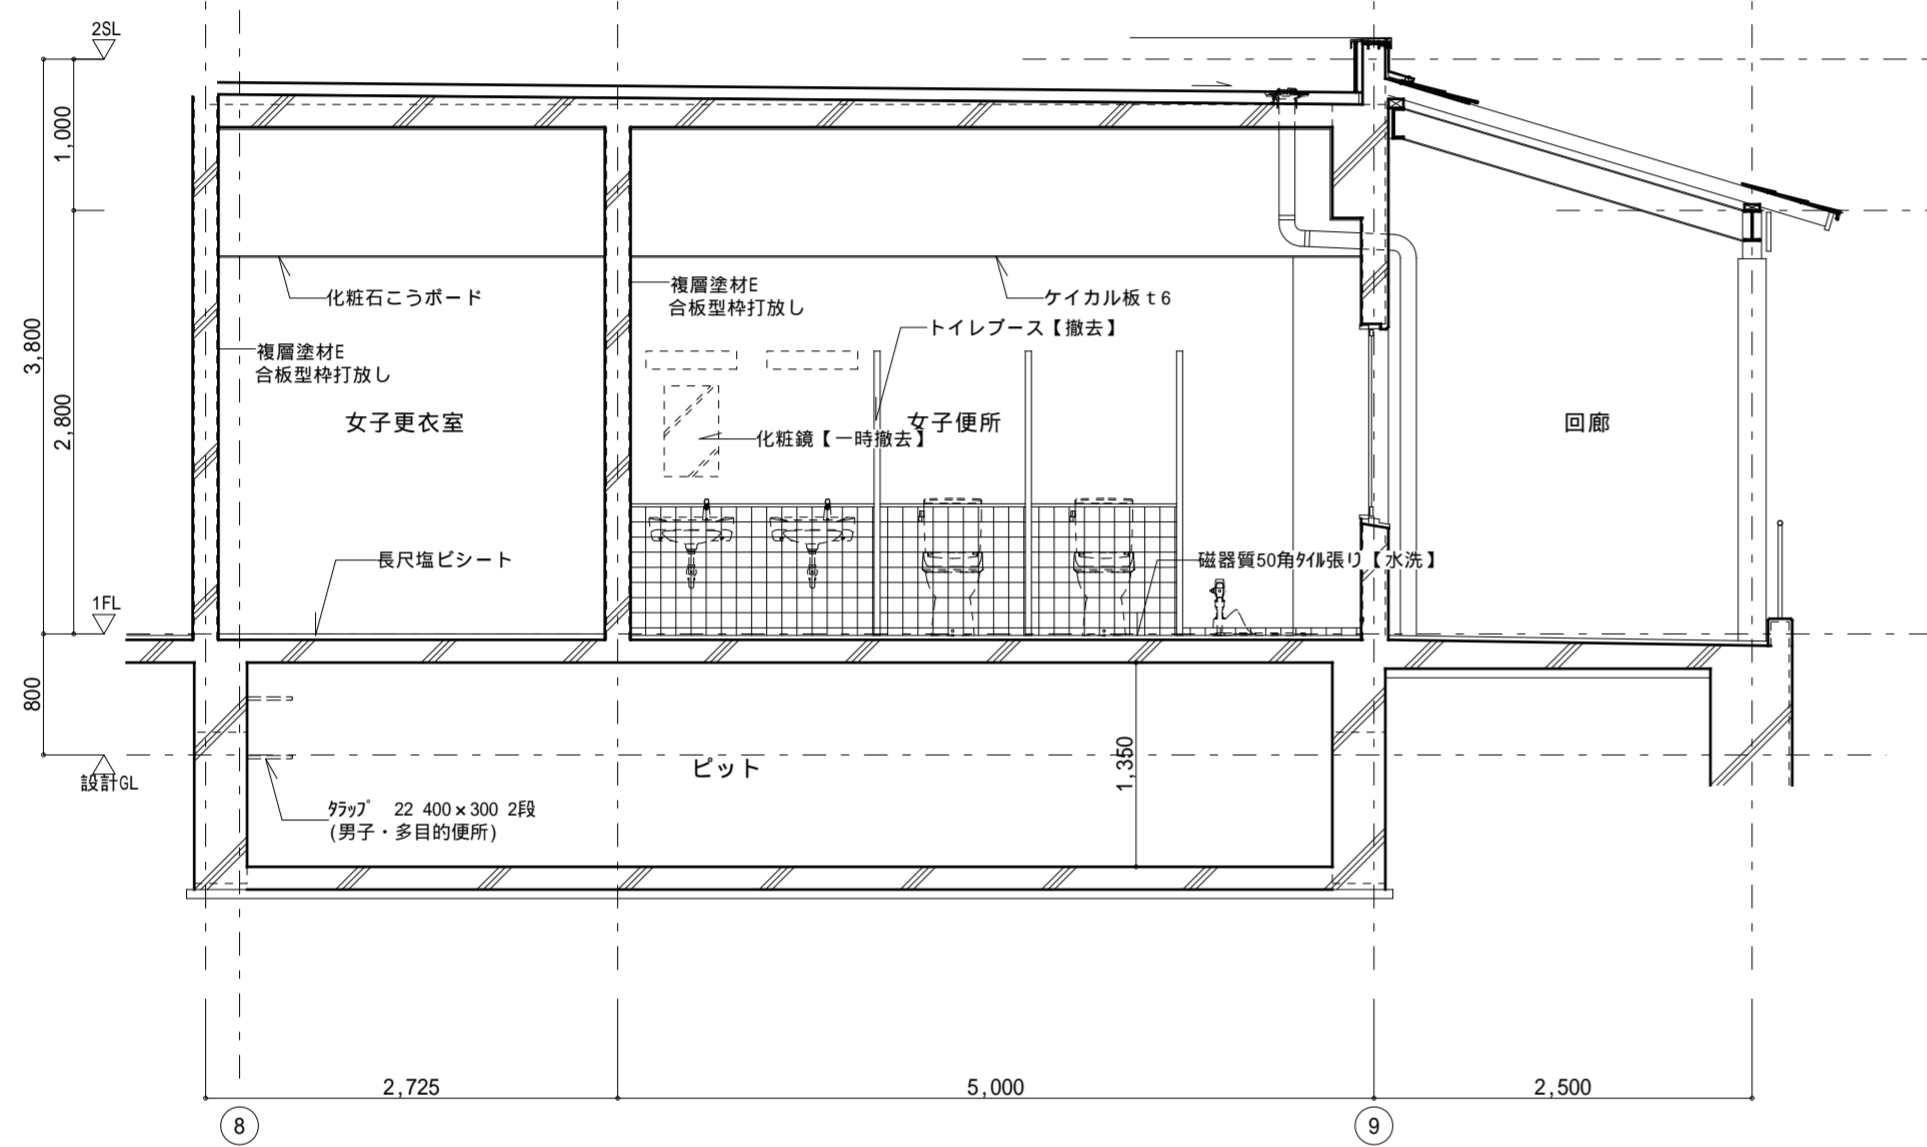 2SL
1,000
3,800
2,800
化粧石こうボード
複層塗材E
合板型枠打放し
ケイカル板t6
トイレブース【撤去】
複層塗材E
合板型枠打放し
女子更衣室
女子便所
回廊
化粧鏡【一時撤去】
長尺塩ビシート
磁器質50角ﾀｲﾙ張り【水洗】
1FL
800
設計GL
ピット
1,350
ﾀﾗｯﾌﾟ 22 400×300 2段
(男子・多目的便所)
2,725
5,000
2,500
8
9